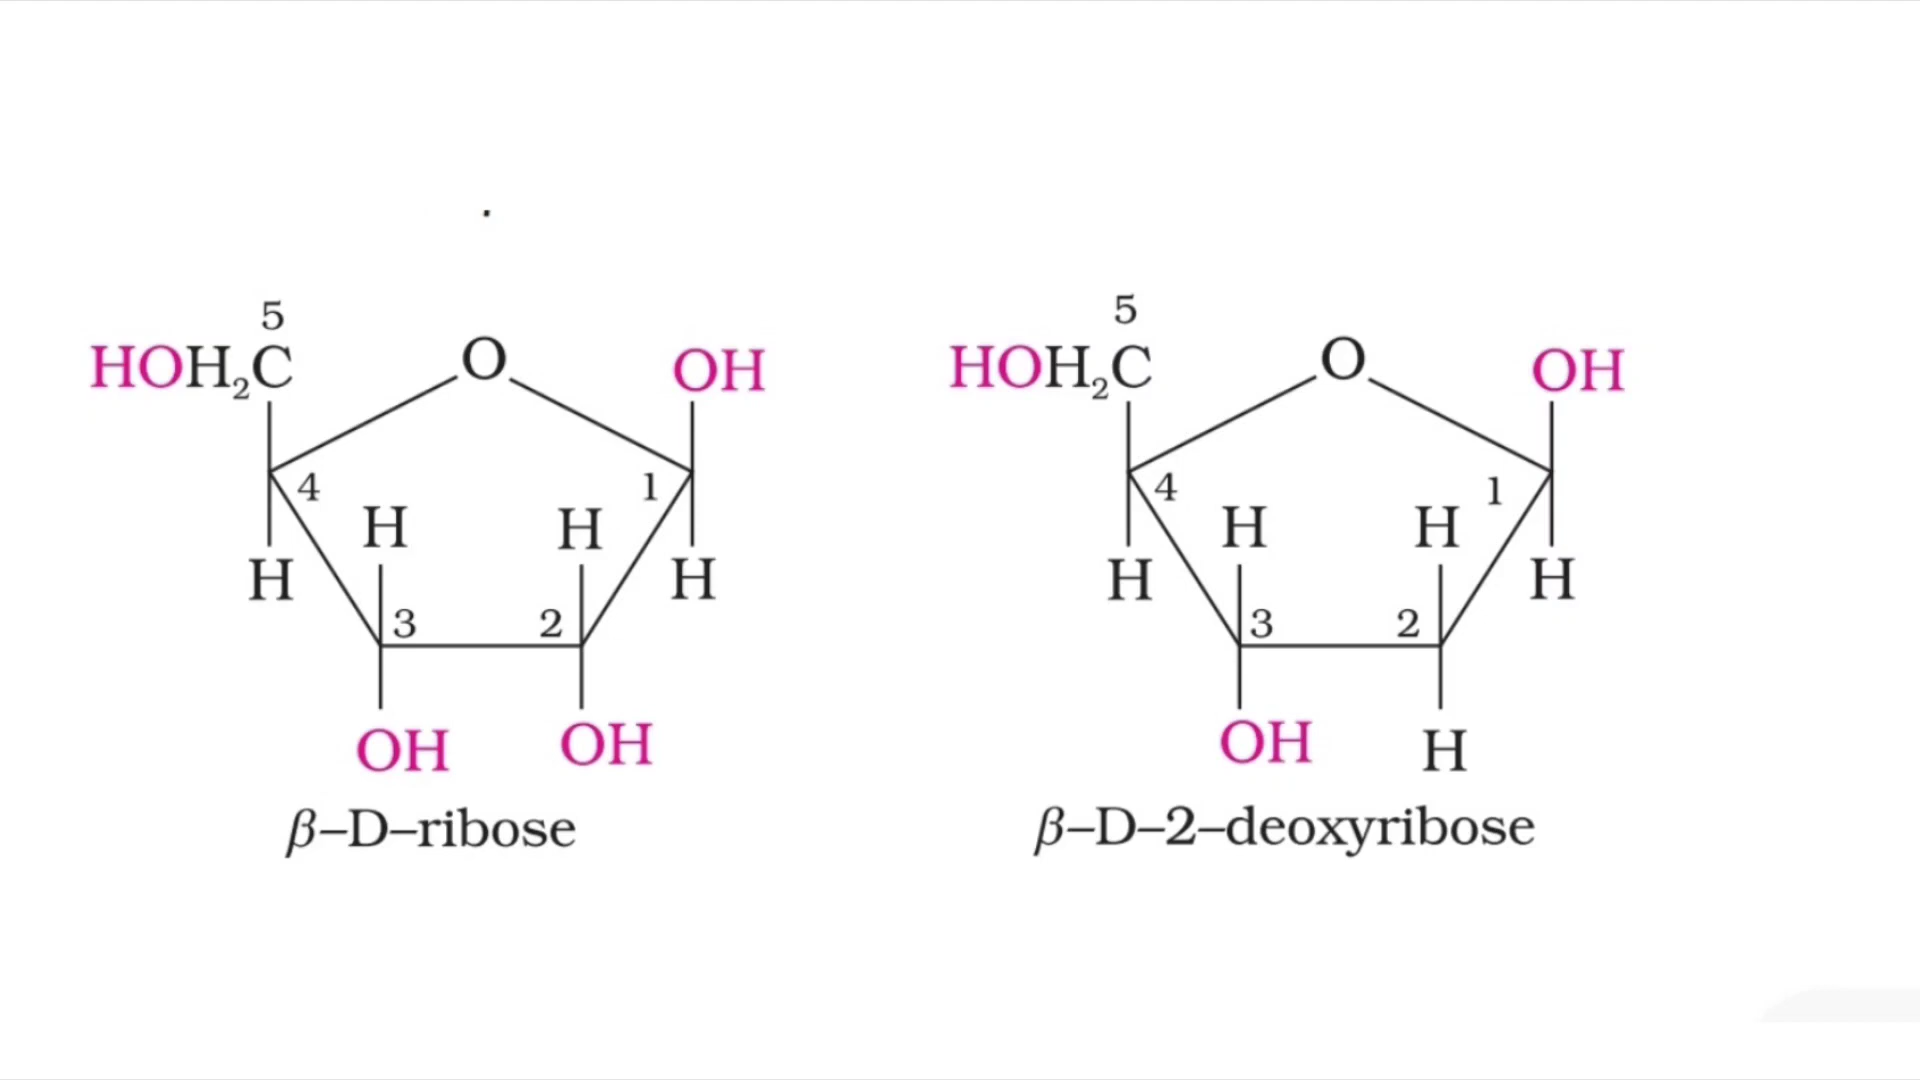 5 5
HOH₂C O OH HOH₂C O OH
4 1 4 1
H H H H
H H H H
3 2 3 2
OH OH OH H
β–D–ribose β–D–2–deoxyribose